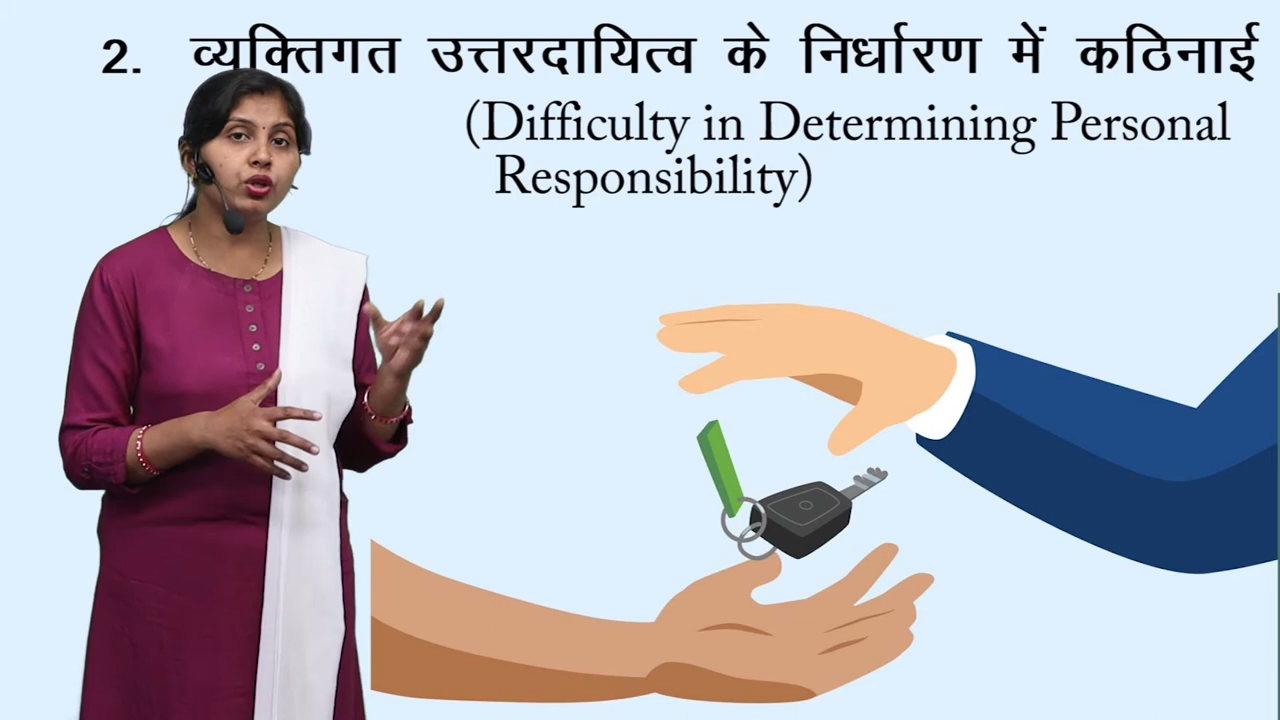 2. व्यक्तिगत उत्तरदायित्व के निर्धारण में कठिनाई
(Difficulty in Determining Personal
Responsibility)